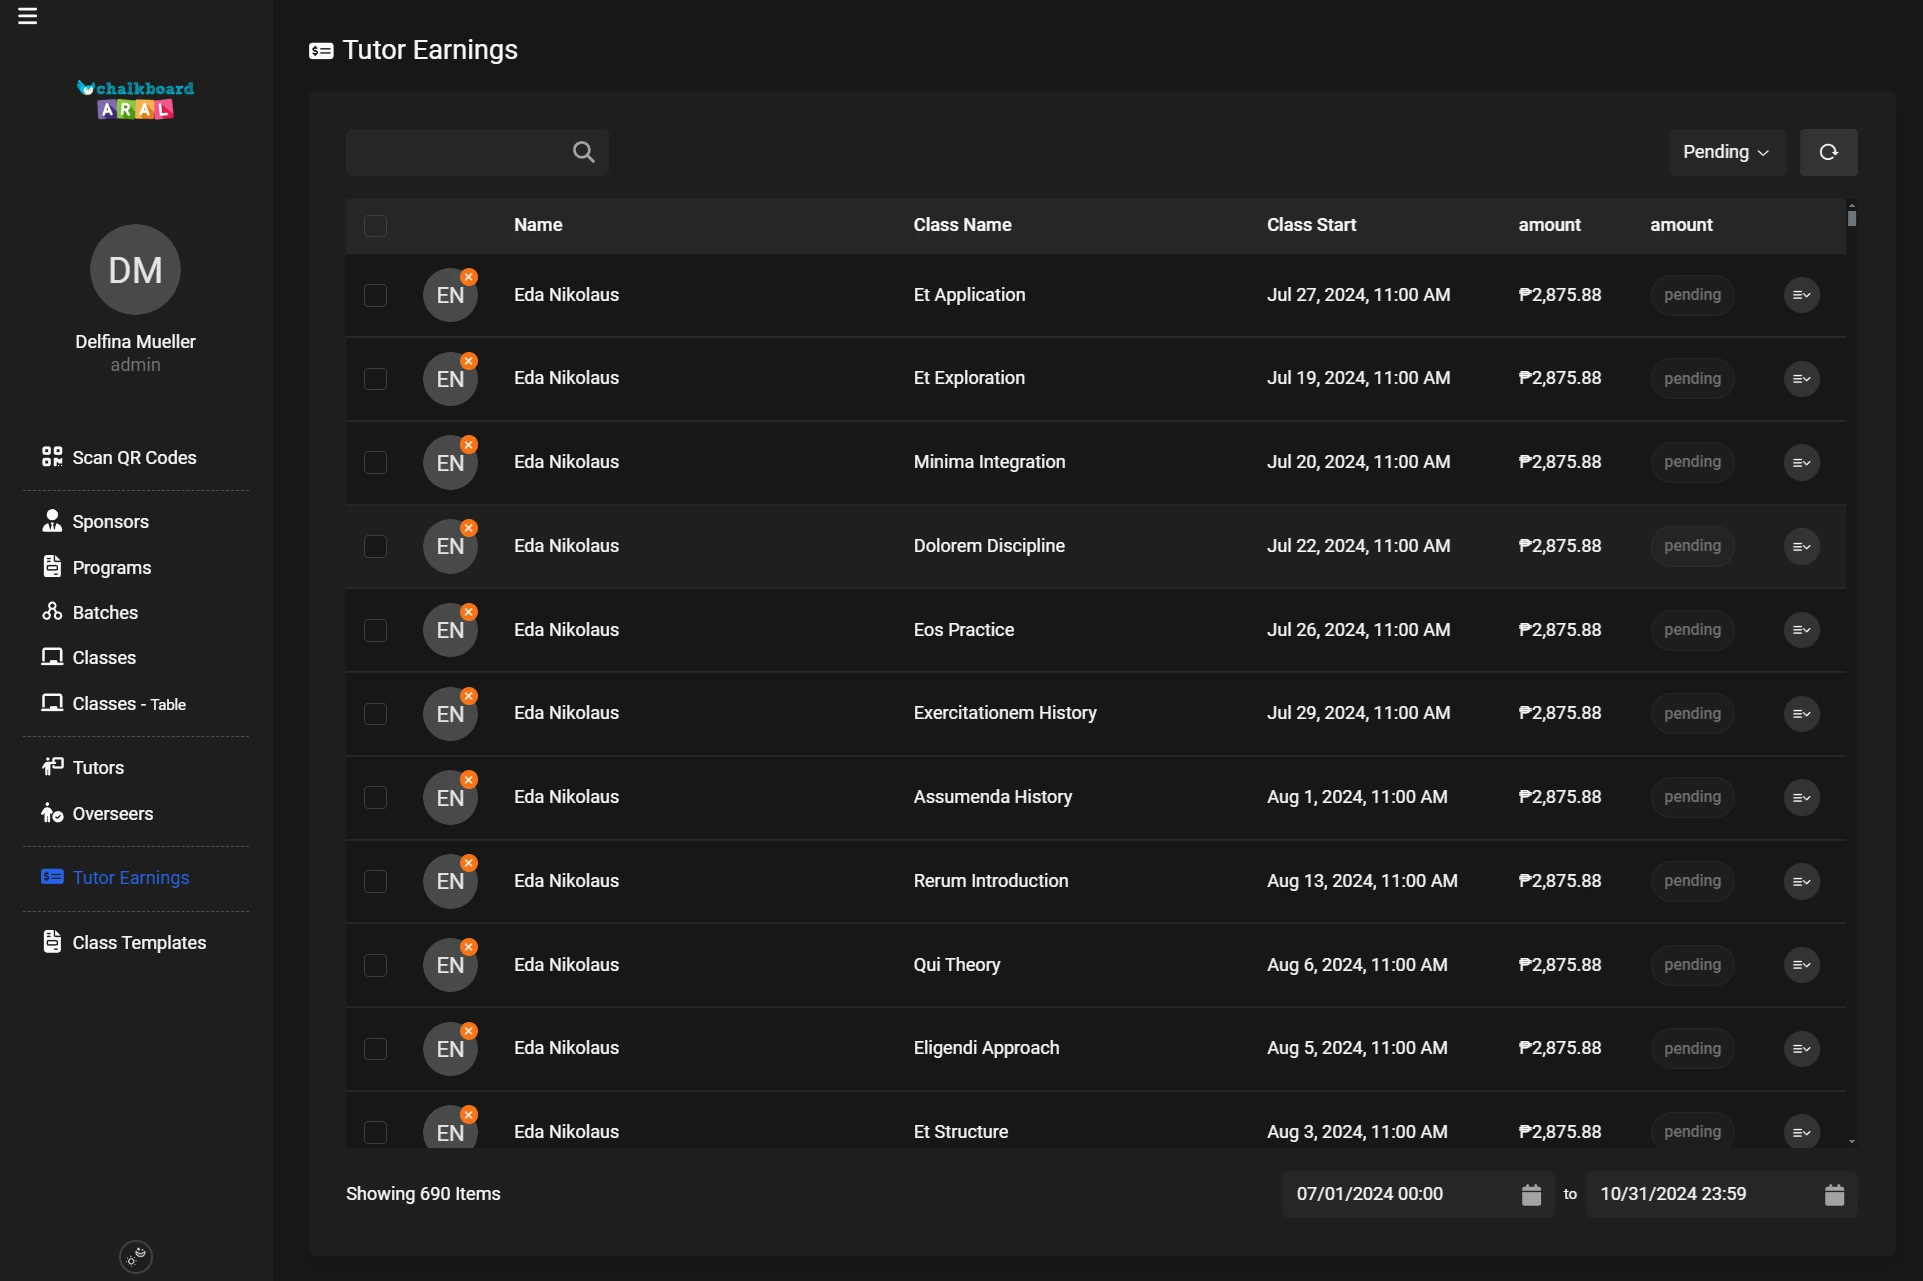 chalkboard
ARAL
DM
Delfina Mueller
admin
Scan QR Codes
Sponsors
Programs
Batches
Classes
Classes - Table
Tutors
Overseers
Tutor Earnings
Class Templates
Tutor Earnings
Pending
Name Class Name Class Start amount amount
EN Eda Nikolaus Et Application Jul 27, 2024, 11:00 AM ₱2,875.88 pending
EN Eda Nikolaus Et Exploration Jul 19, 2024, 11:00 AM ₱2,875.88 pending
EN Eda Nikolaus Minima Integration Jul 20, 2024, 11:00 AM ₱2,875.88 pending
EN Eda Nikolaus Dolorem Discipline Jul 22, 2024, 11:00 AM ₱2,875.88 pending
EN Eda Nikolaus Eos Practice Jul 26, 2024, 11:00 AM ₱2,875.88 pending
EN Eda Nikolaus Exercitationem History Jul 29, 2024, 11:00 AM ₱2,875.88 pending
EN Eda Nikolaus Assumenda History Aug 1, 2024, 11:00 AM ₱2,875.88 pending
EN Eda Nikolaus Rerum Introduction Aug 13, 2024, 11:00 AM ₱2,875.88 pending
EN Eda Nikolaus Qui Theory Aug 6, 2024, 11:00 AM ₱2,875.88 pending
EN Eda Nikolaus Eligendi Approach Aug 5, 2024, 11:00 AM ₱2,875.88 pending
EN Eda Nikolaus Et Structure Aug 3, 2024, 11:00 AM ₱2,875.88 pending
Showing 690 Items 07/01/2024 00:00 to 10/31/2024 23:59